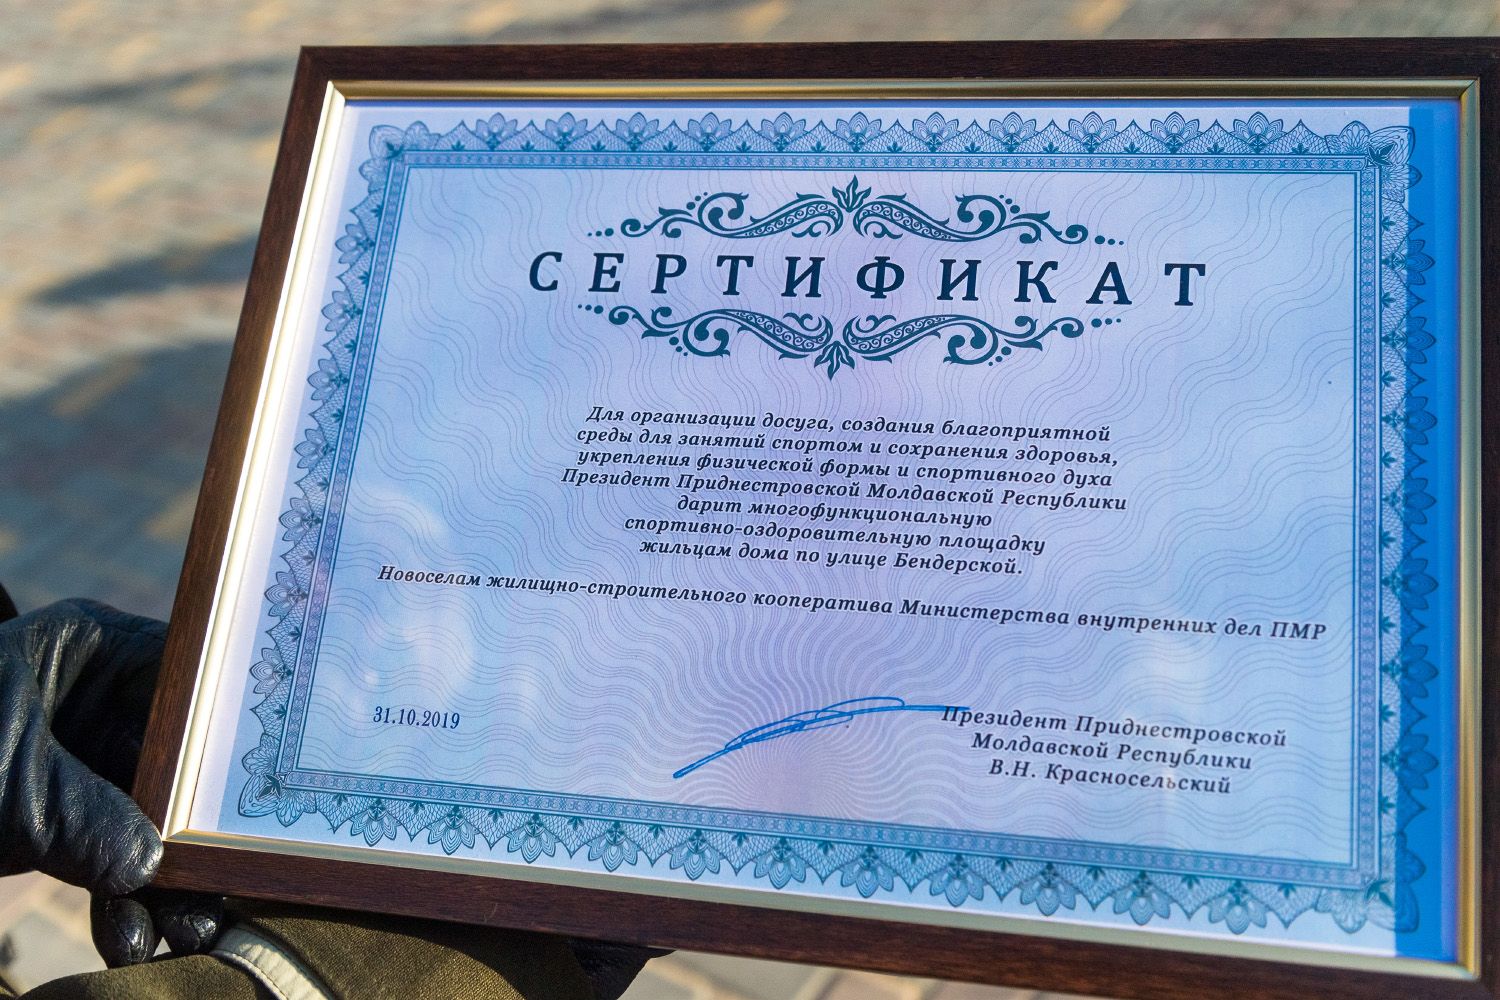 СЕРТИФИКАТ
Для организации досуга, создания благоприятной
среды для занятий спортом и сохранения здоровья,
укрепления физической формы и спортивного духа
Президент Приднестровской Молдавской Республики
дарит многофункциональную
спортивно-оздоровительную площадку
жильцам дома по улице Бендерской.
Новоселам жилищно-строительного кооператива Министерства внутренних дел ПМР
31.10.2019
Президент Приднестровской
Молдавской Республики
В.Н. Красносельский